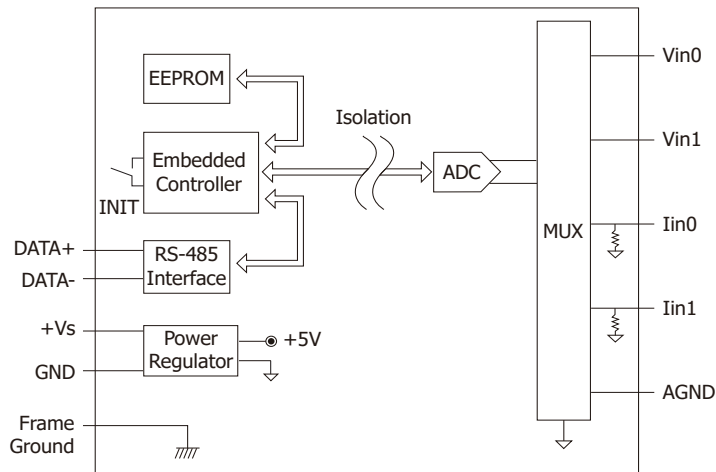 EEPROM
Isolation
Embedded
Controller
INIT
ADC
MUX
Vin0
Vin1
Iin0
Iin1
AGND
DATA+
DATA-
RS-485
Interface
+Vs
GND
Power
Regulator
+5V
Frame
Ground